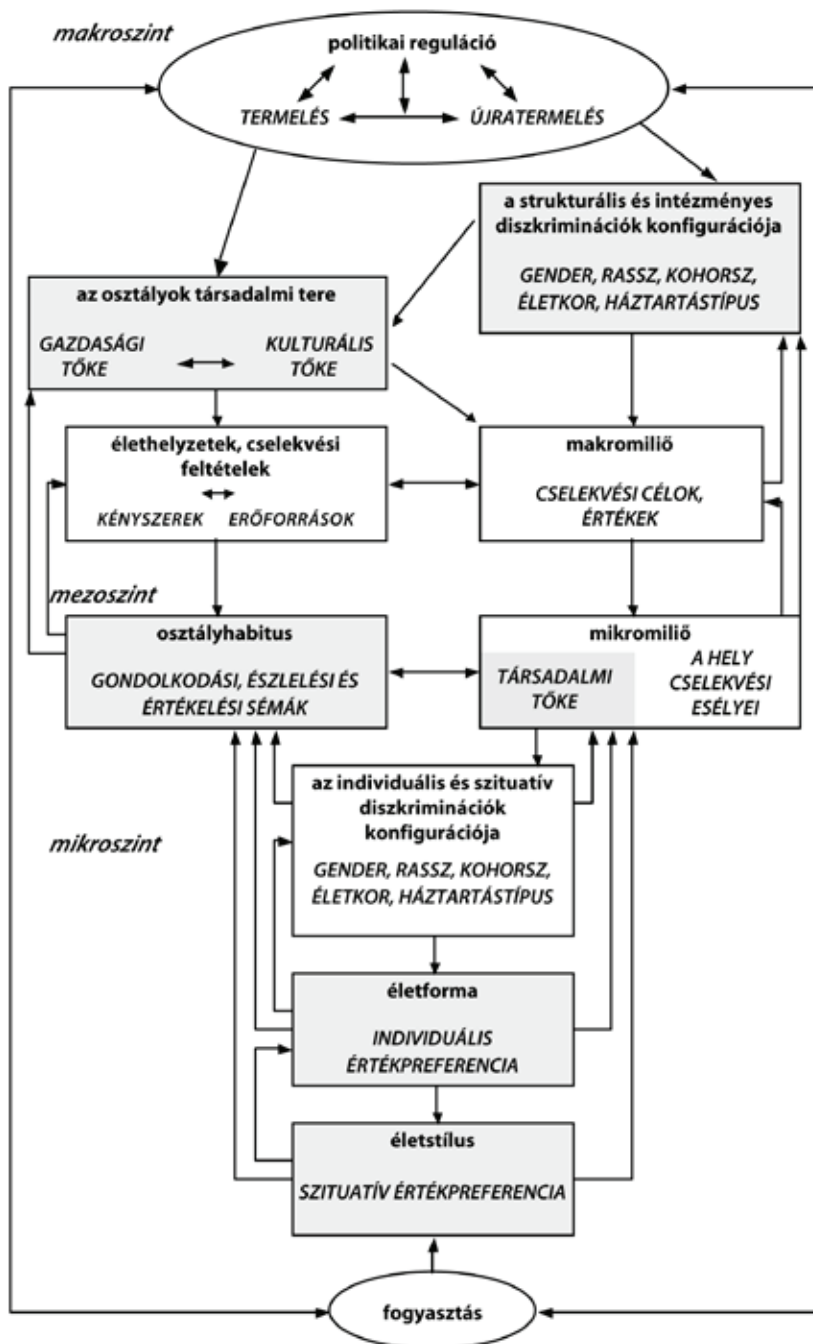 makroszint
politikai reguláció
TERMELÉS
ÚJRATERMELÉS
a strukturális és intézményes
diszkriminációk konfigurációja
GENDER, RASSZ, KOHORSZ,
ÉLETKOR, HÁZTARTÁSTÍPUS
az osztályok társadalmi tere
GAZDASÁGI
TŐKE
KULTURÁLIS
TŐKE
élethelyzetek, cselekvési
feltételek
KÉNYSZEREK
ERŐFORRÁSOK
makromiliő
CSELEKVÉSI CÉLOK,
ÉRTÉKEK
mezoszint
osztályhabitus
GONDOLKODÁSI, ÉSZLELÉSI ÉS
ÉRTÉKELÉSI SÉMÁK
mikromiliő
TÁRSADALMI
TŐKE
A HELY
CSELEKVÉSI
ESÉLYEI
mikroszint
az individuális és szituatív
diszkriminációk
konfigurációja
GENDER, RASSZ, KOHORSZ,
ÉLETKOR, HÁZTARTÁSTÍPUS
életforma
INDIVIDUÁLIS
ÉRTÉKPREFERENCIA
életstílus
SZITUATÍV ÉRTÉKPREFERENCIA
fogyasztás